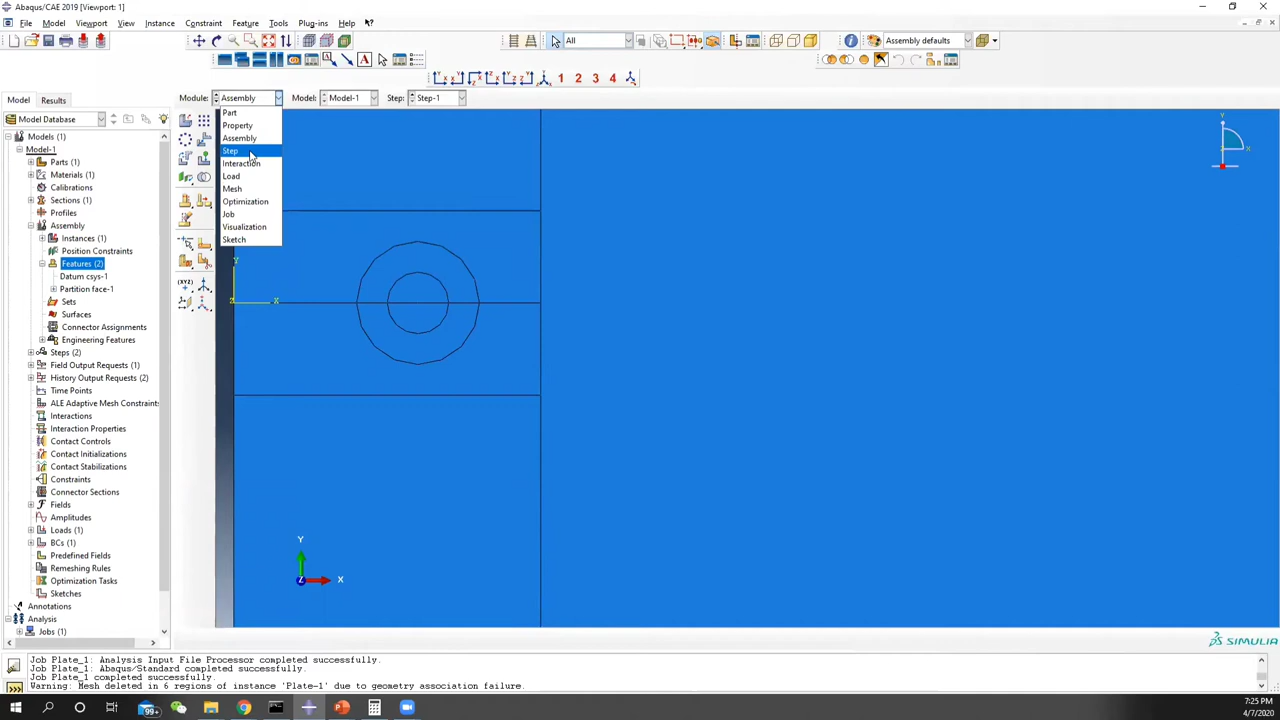 Abaqus/CAE 2019 [Viewport: 1]
File Model Viewport View Instance Constraint Feature Tools Plug-ins Help
All
Assembly defaults
1 2 3 4
Model Results
Module: Assembly Model: Model-1 Step: Step-1
Model Database
Models (1)
Model-1
Parts (1)
Materials (1)
Calibrations
Sections (1)
Profiles
Assembly
Instances (1)
Position Constraints
Features (2)
Datum csys-1
Partition face-1
Sets
Surfaces
Connector Assignments
Engineering Features
Steps (2)
Field Output Requests (1)
History Output Requests (2)
Time Points
ALE Adaptive Mesh Constraints
Interactions
Interaction Properties
Contact Controls
Contact Initializations
Contact Stabilizations
Constraints
Connector Sections
Fields
Amplitudes
Loads (1)
BCs (1)
Predefined Fields
Remeshing Rules
Optimization Tasks
Sketches
Annotations
Analysis
Jobs (1)
Part
Property
Assembly
Step
Interaction
Load
Mesh
Optimization
Job
Visualization
Sketch
(XYZ)
Y
Z X
Y
X
Z
Y
X
SIMULIA
Job Plate_1: Analysis Input File Processor completed successfully.
Job Plate_1: Abaqus/Standard completed successfully.
Job Plate_1 completed successfully.
Warning: Mesh deleted in 6 regions of instance 'Plate-1' due to geometry association failure.
99+
7:25 PM
4/7/2020